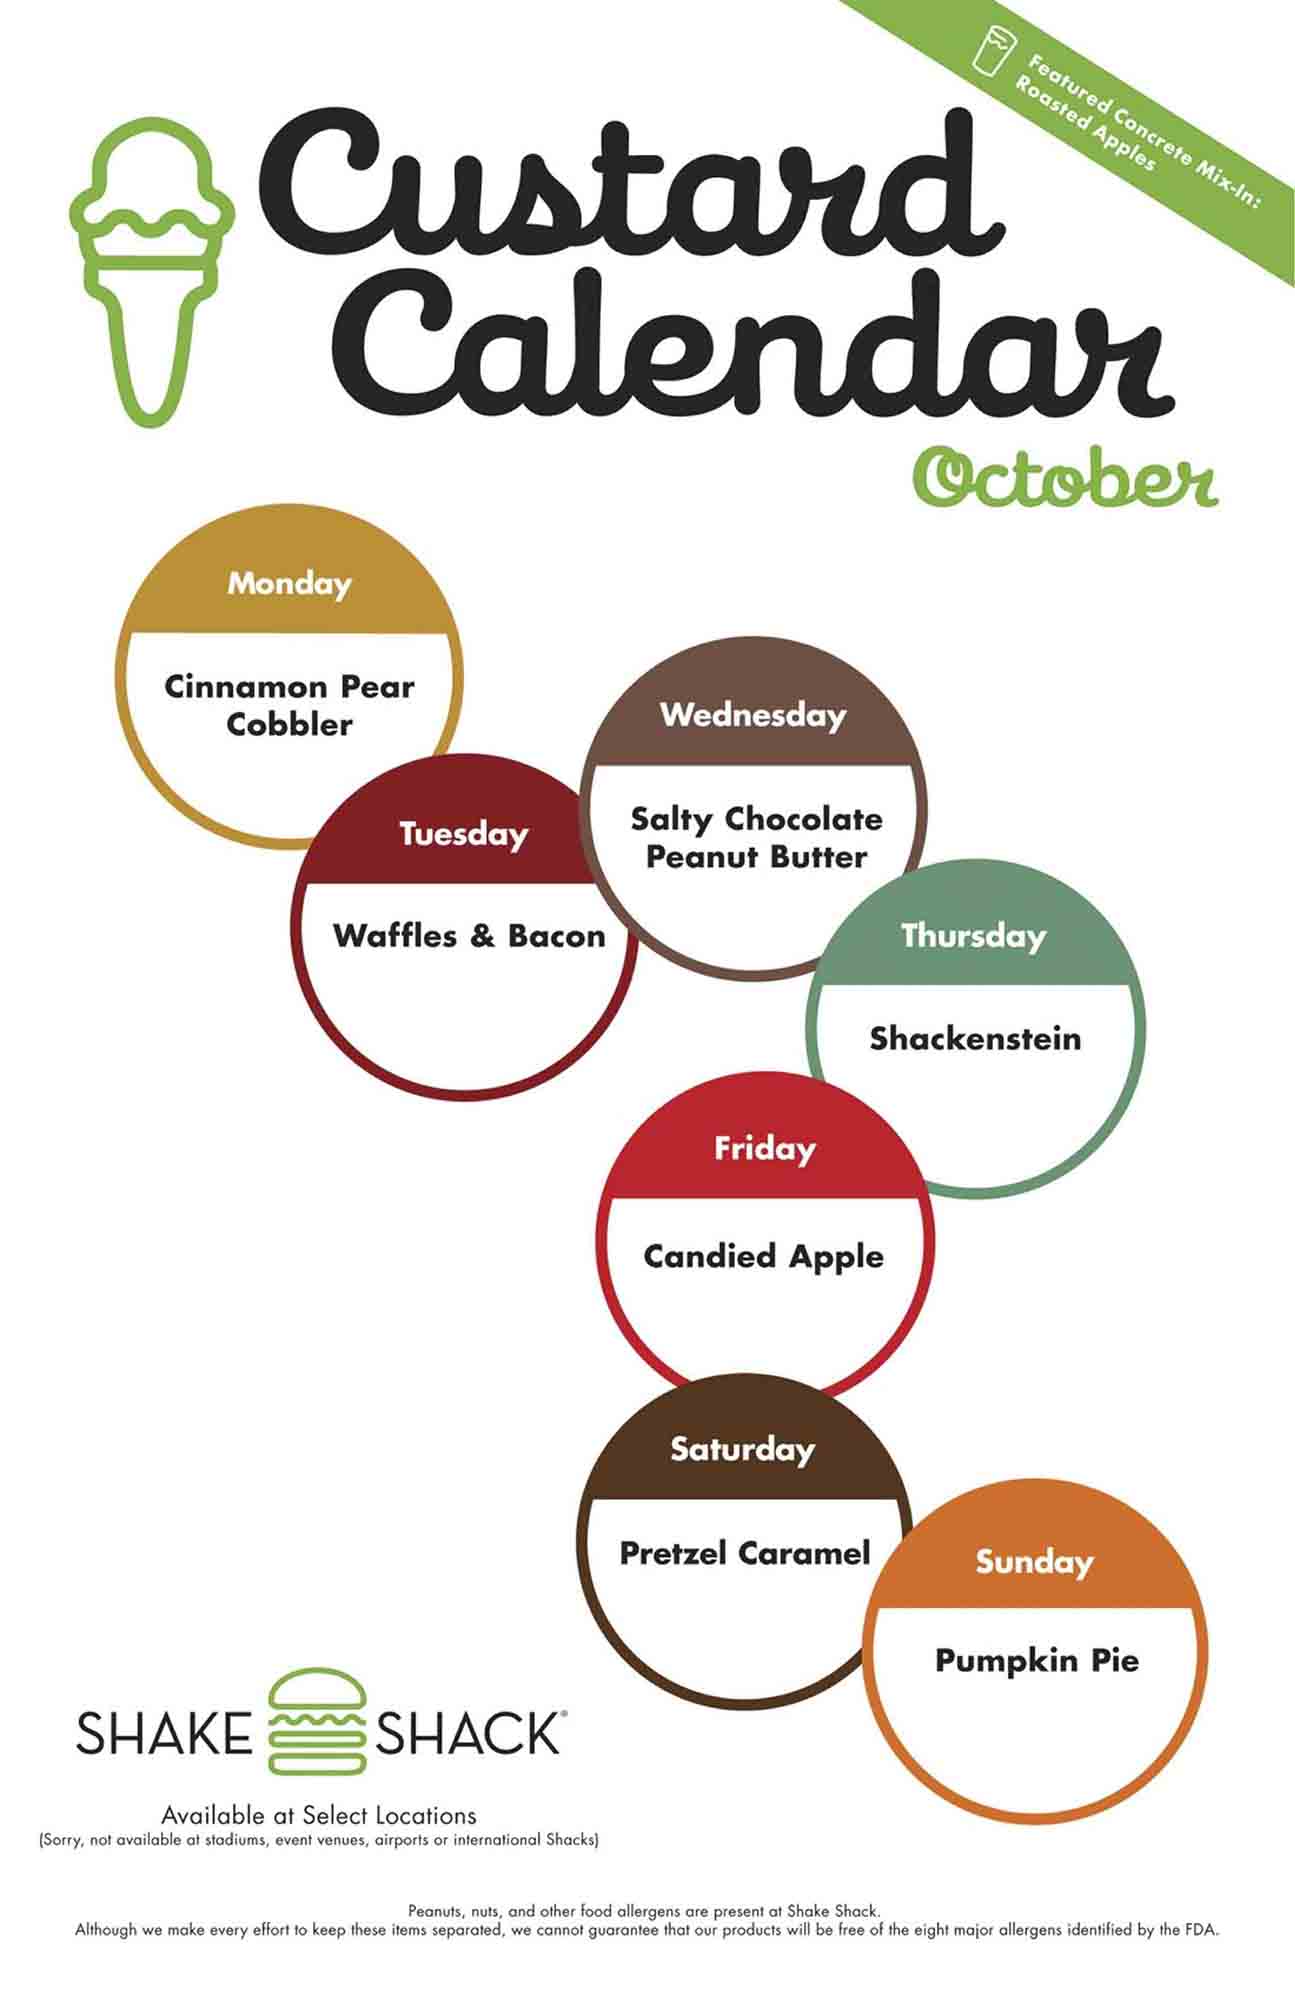 Featured Concrete Mix-In:
Roasted Apples
Custard
Calendar
October
Monday
Cinnamon Pear
Cobbler
Tuesday
Waffles & Bacon
Wednesday
Salty Chocolate
Peanut Butter
Thursday
Shackenstein
Friday
Candied Apple
Saturday
Pretzel Caramel
Sunday
Pumpkin Pie
SHAKE SHACK®
Available at Select Locations
(Sorry, not available at stadiums, event venues, airports or international Shacks)
Peanuts, nuts, and other food allergens are present at Shake Shack.
Although we make every effort to keep these items separated, we cannot guarantee that our products will be free of the eight major allergens identified by the FDA.